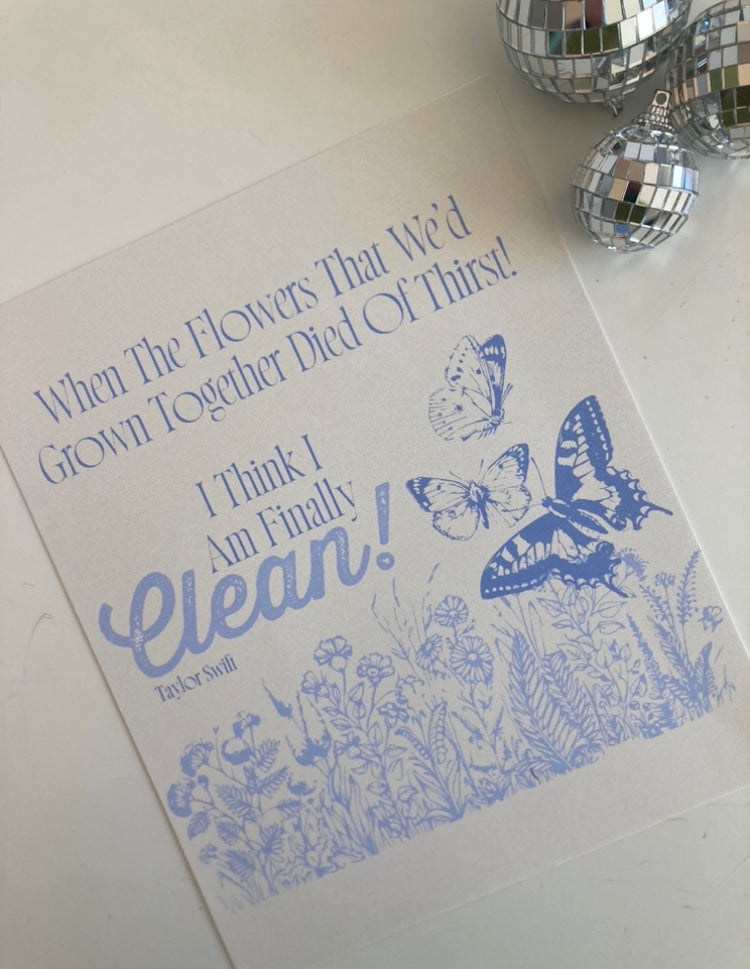 When The Flowers That We'd
Grown Together Died Of Thirst!
I Think I
Am Finally
Clean!
Taylor Swift